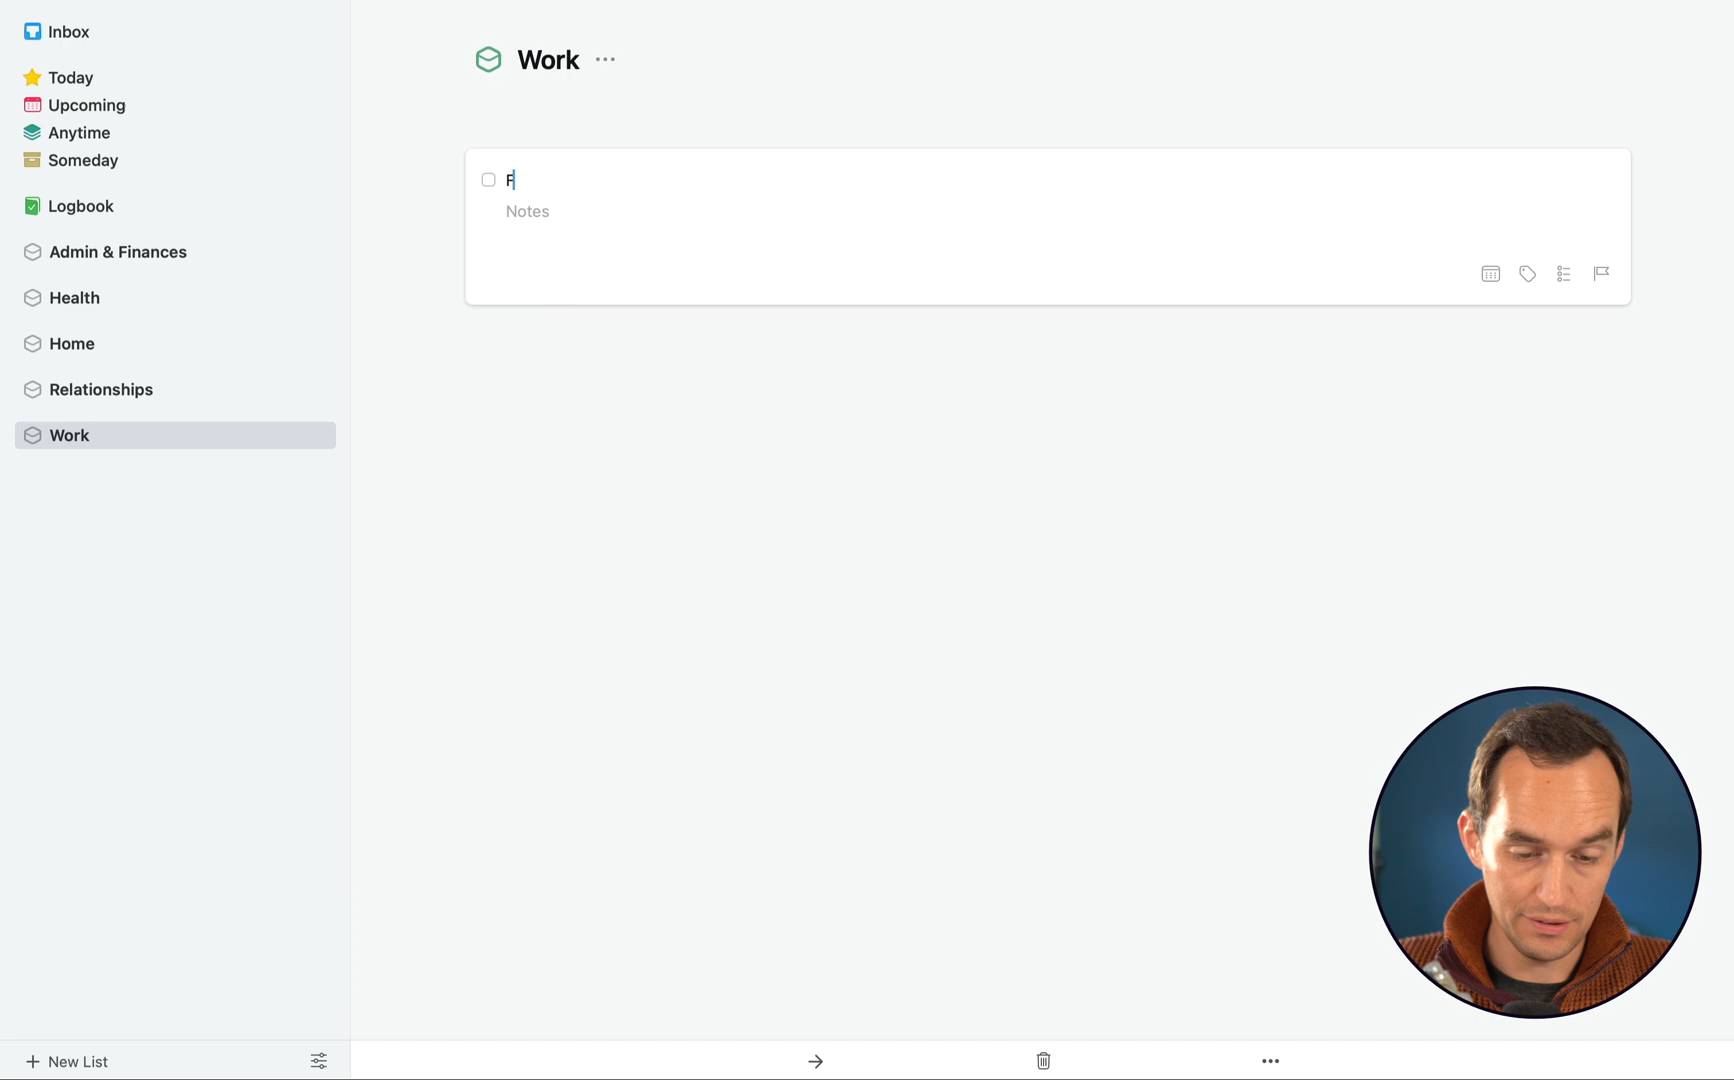 Inbox
Today
Upcoming
Anytime
Someday
Logbook
Admin & Finances
Health
Home
Relationships
Work
New List
Work
F
Notes